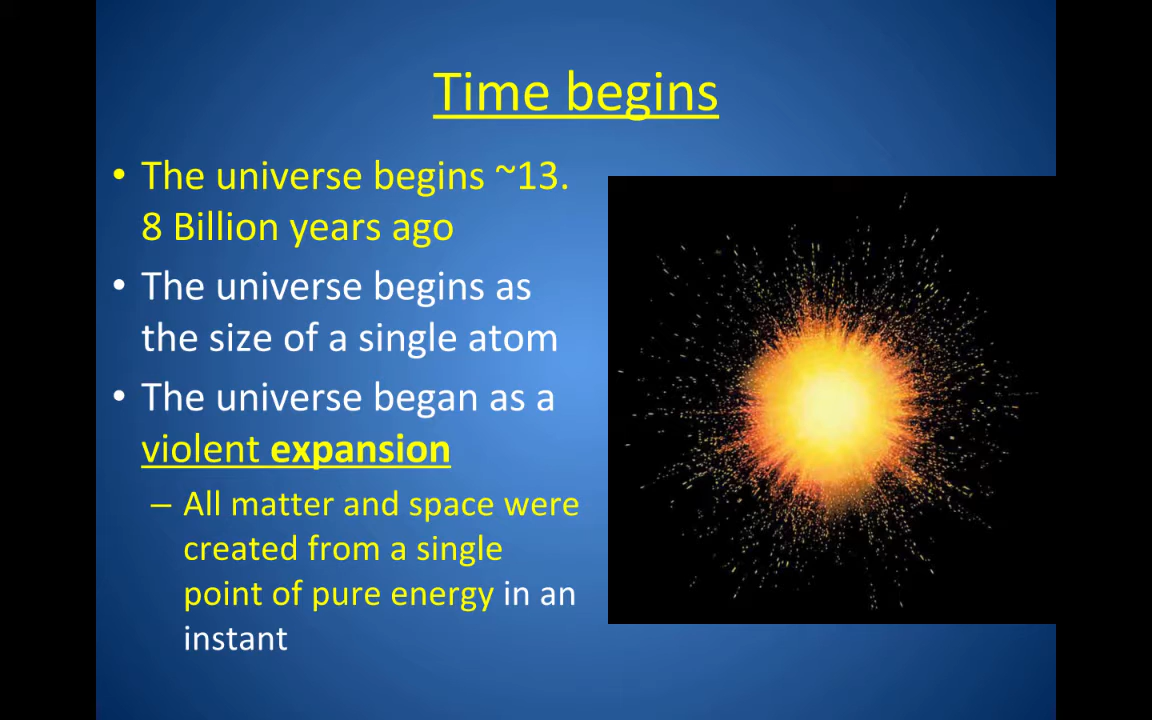 Time begins
• The universe begins ~13.
8 Billion years ago
• The universe begins as
the size of a single atom
• The universe began as a
violent expansion
– All matter and space were
created from a single
point of pure energy in an
instant